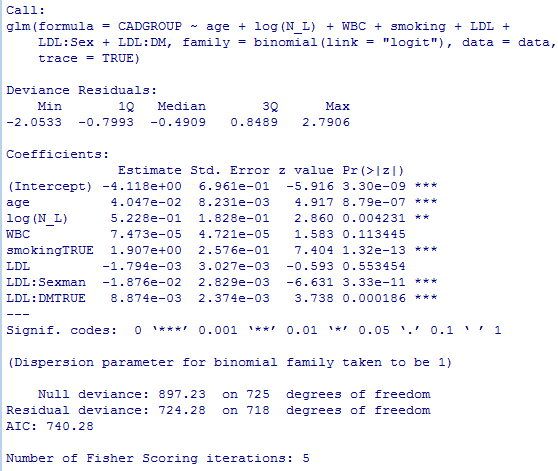 Call:
glm(formula = CADGROUP ~ age + log(N_L) + WBC + smoking + LDL +
    LDL:Sex + LDL:DM, family = binomial(link = "logit"), data = data,
    trace = TRUE)
Deviance Residuals:
    Min       1Q   Median       3Q      Max
-2.0533  -0.7993  -0.4909   0.8489   2.7906
Coefficients:
              Estimate Std. Error z value Pr(>|z|)
(Intercept) -4.118e+00  6.961e-01  -5.916 3.30e-09 ***
age          4.047e-02  8.231e-03   4.917 8.79e-07 ***
log(N_L)     5.228e-01  1.828e-01   2.860 0.004231 **
WBC          7.473e-05  4.721e-05   1.583 0.113445
smokingTRUE  1.907e+00  2.576e-01   7.404 1.32e-13 ***
LDL         -1.794e-03  3.027e-03  -0.593 0.553454
LDL:Sexman  -1.876e-02  2.829e-03  -6.631 3.33e-11 ***
LDL:DMTRUE   8.874e-03  2.374e-03   3.738 0.000186 ***
---
Signif. codes:  0 ‘***’ 0.001 ‘**’ 0.01 ‘*’ 0.05 ‘.’ 0.1 ‘ ’ 1
(Dispersion parameter for binomial family taken to be 1)
    Null deviance: 897.23  on 725  degrees of freedom
Residual deviance: 724.28  on 718  degrees of freedom
AIC: 740.28
Number of Fisher Scoring iterations: 5